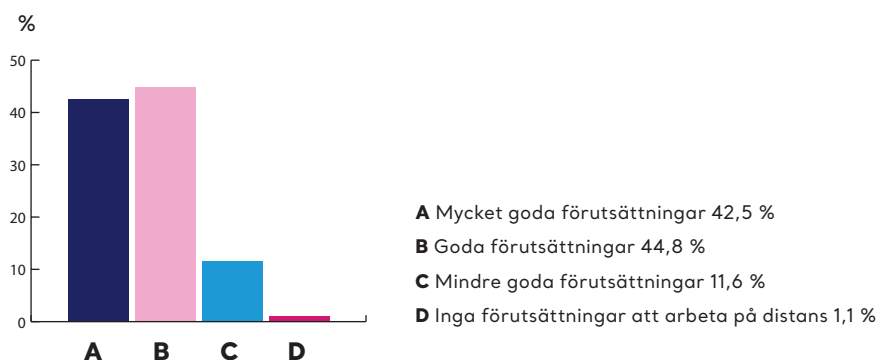 %
50
40
30
20
10
0
A B C D
A Mycket goda förutsättningar 42,5 %
B Goda förutsättningar 44,8 %
C Mindre goda förutsättningar 11,6 %
D Inga förutsättningar att arbeta på distans 1,1 %